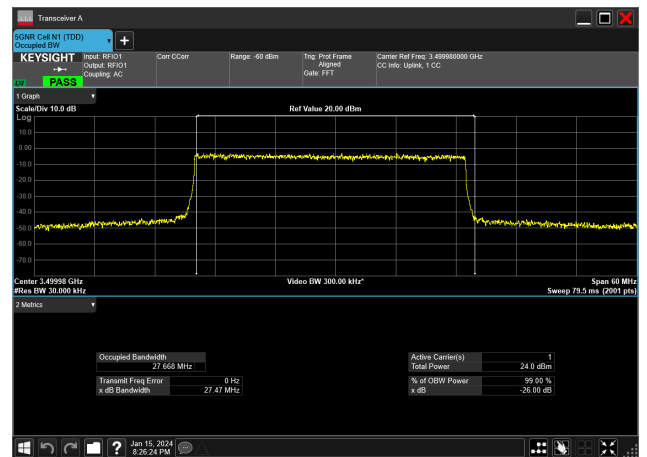 Transceiver A
5GNR Cell N1 (TDD)
Occupied BW
KEYSIGHT
PASS
Input: RFIO1
Output: RFIO1
Coupling: AC
Corr CCorr
Range: -60 dBm
Trig: Prot Frame
Aligned
Gate: FFT
Carrier Ref Freq: 3.499980000 GHz
CC Info: Uplink, 1 CC
1 Graph
Scale/Div 10.0 dB
Ref Value 20.00 dBm
Log
10.0
0.00
-10.0
-20.0
-30.0
-40.0
-50.0
-60.0
-70.0
Center 3.49998 GHz
Video BW 300.00 kHz*
Span 60 MHz
#Res BW 30.000 kHz
Sweep 79.5 ms (2001 pts)
2 Metrics
Occupied Bandwidth
27.668 MHz
Active Carrier(s) 1
Total Power 24.0 dBm
Transmit Freq Error 0 Hz
x dB Bandwidth 27.47 MHz
% of OBW Power 99.00 %
x dB -26.00 dB
Jan 15, 2024
8:26:24 PM